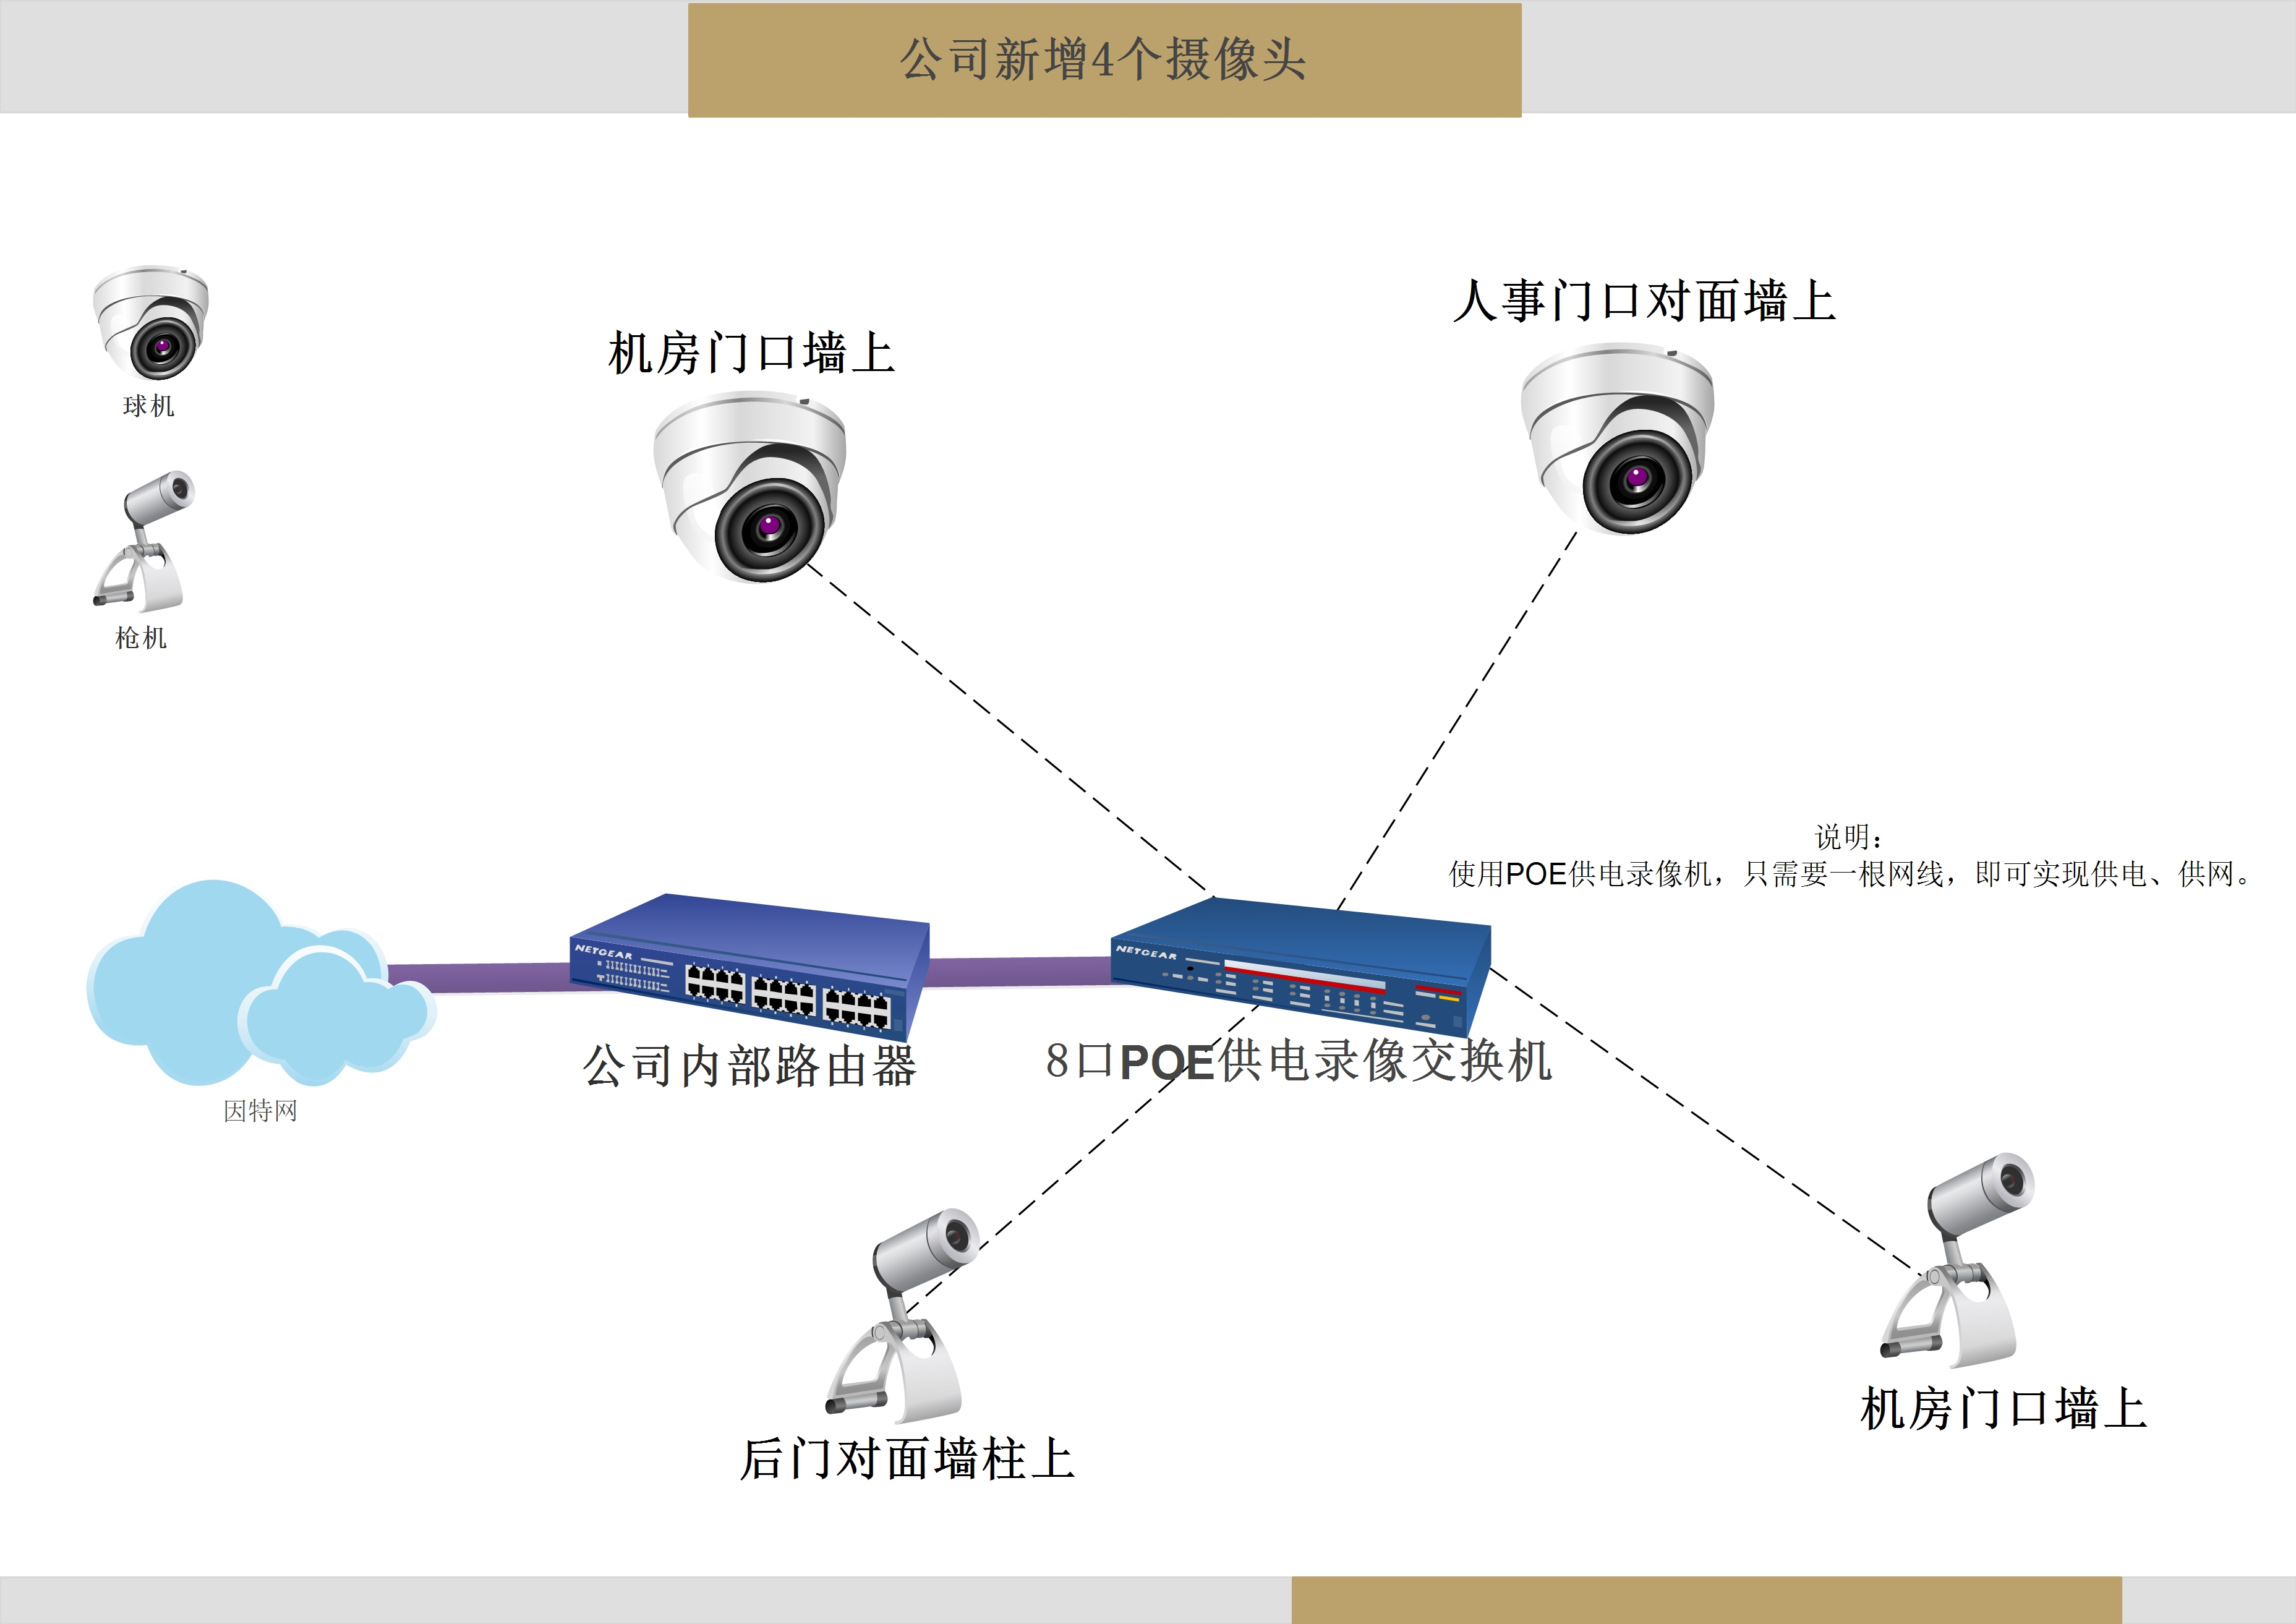 公司新增4个摄像头
人事门口对面墙上
机房门口墙上
球机
枪机
说明：
使用POE供电录像机，只需要一根网线，即可实现供电、供网。
NETGEAR
NETGEAR
公司内部路由器
8口POE供电录像交换机
因特网
机房门口墙上
后门对面墙柱上